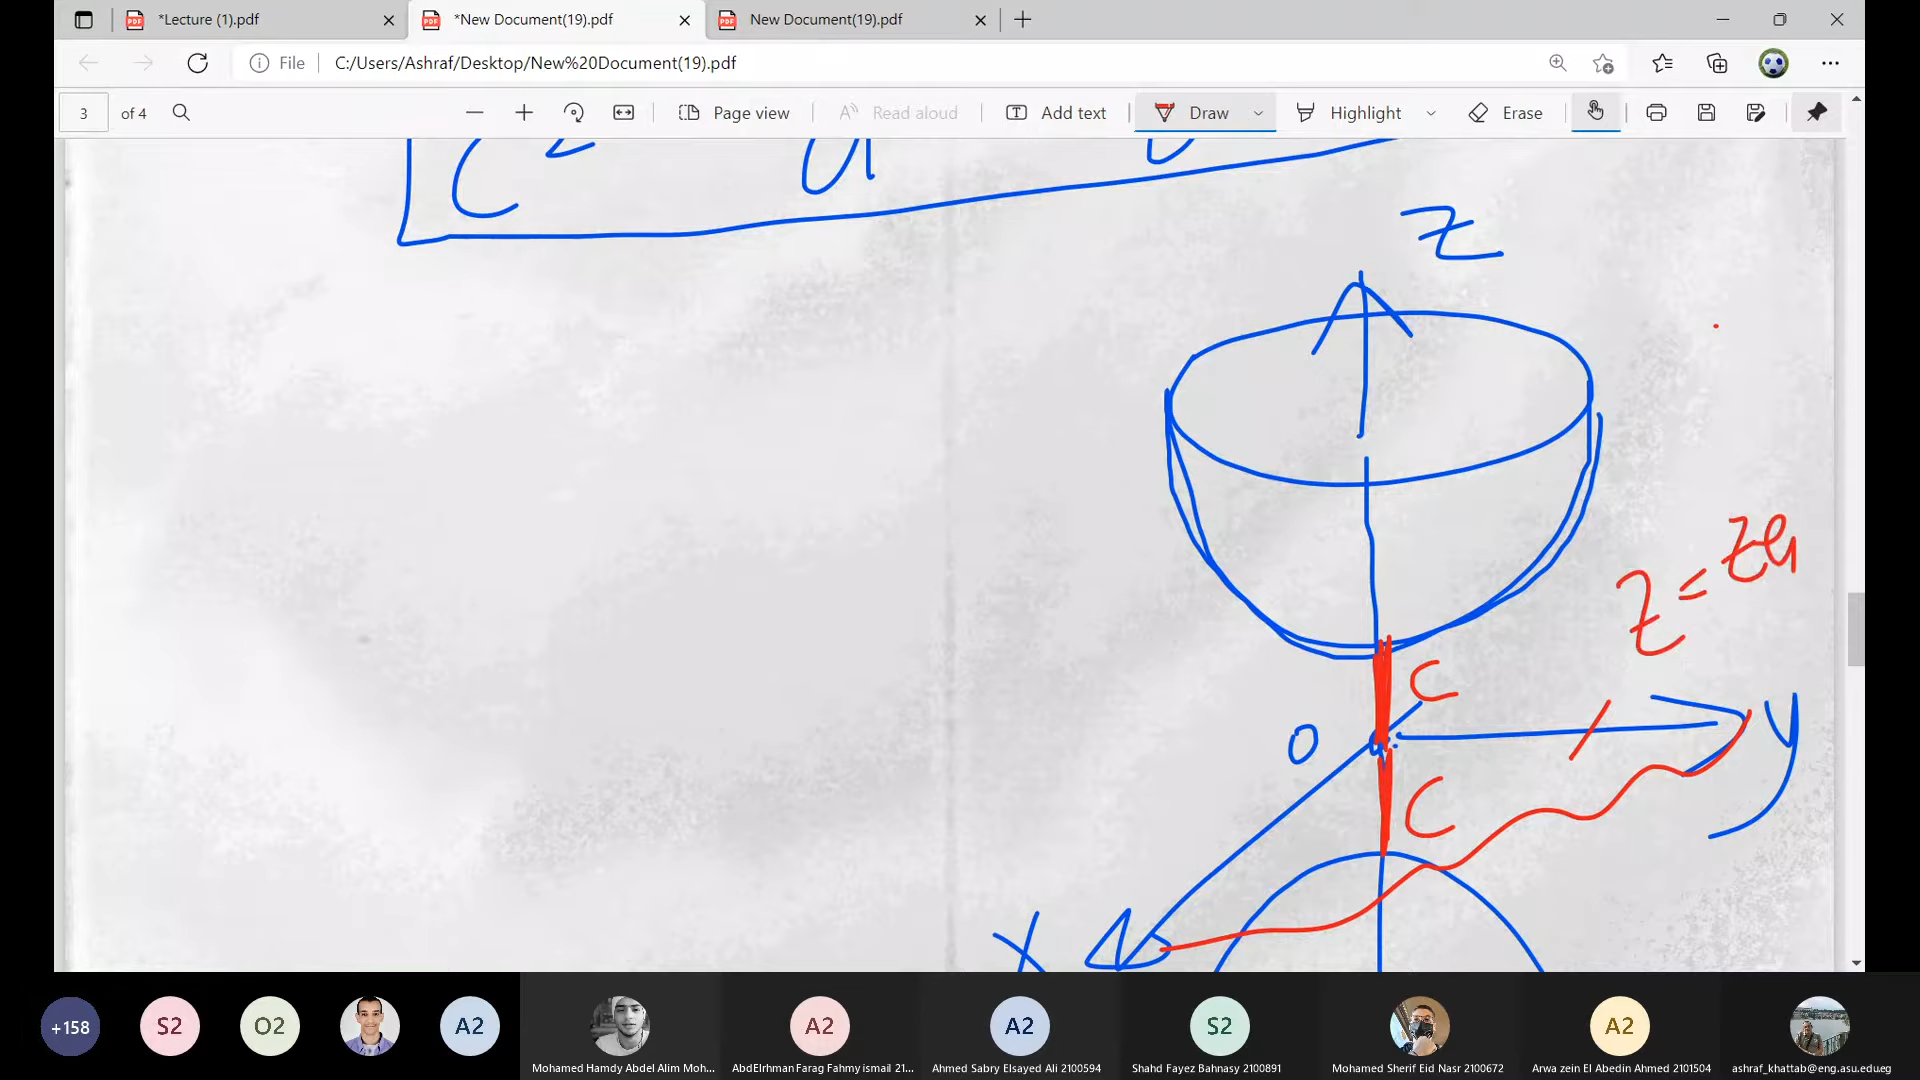 *Lecture (1).pdf
*New Document(19).pdf
New Document(19).pdf
File
C:/Users/Ashraf/Desktop/New%20Document(19).pdf
3 of 4
Page view
Read aloud
Add text
Draw
Highlight
Erase
C²
z
z =
C
O
y
C
X
+158
S2
O2
A2
A2
A2
S2
A2
Mohamed Hamdy Abdel Alim Moh...
AbdElrhman Farag Fahmy ismail 21...
Ahmed Sabry Elsayed Ali 2100594
Shahd Fayez Bahnasy 2100891
Mohamed Sherif Eid Nasr 2100672
Arwa zein El Abedin Ahmed 2101504
ashraf_khattab@eng.asu.edu.eg